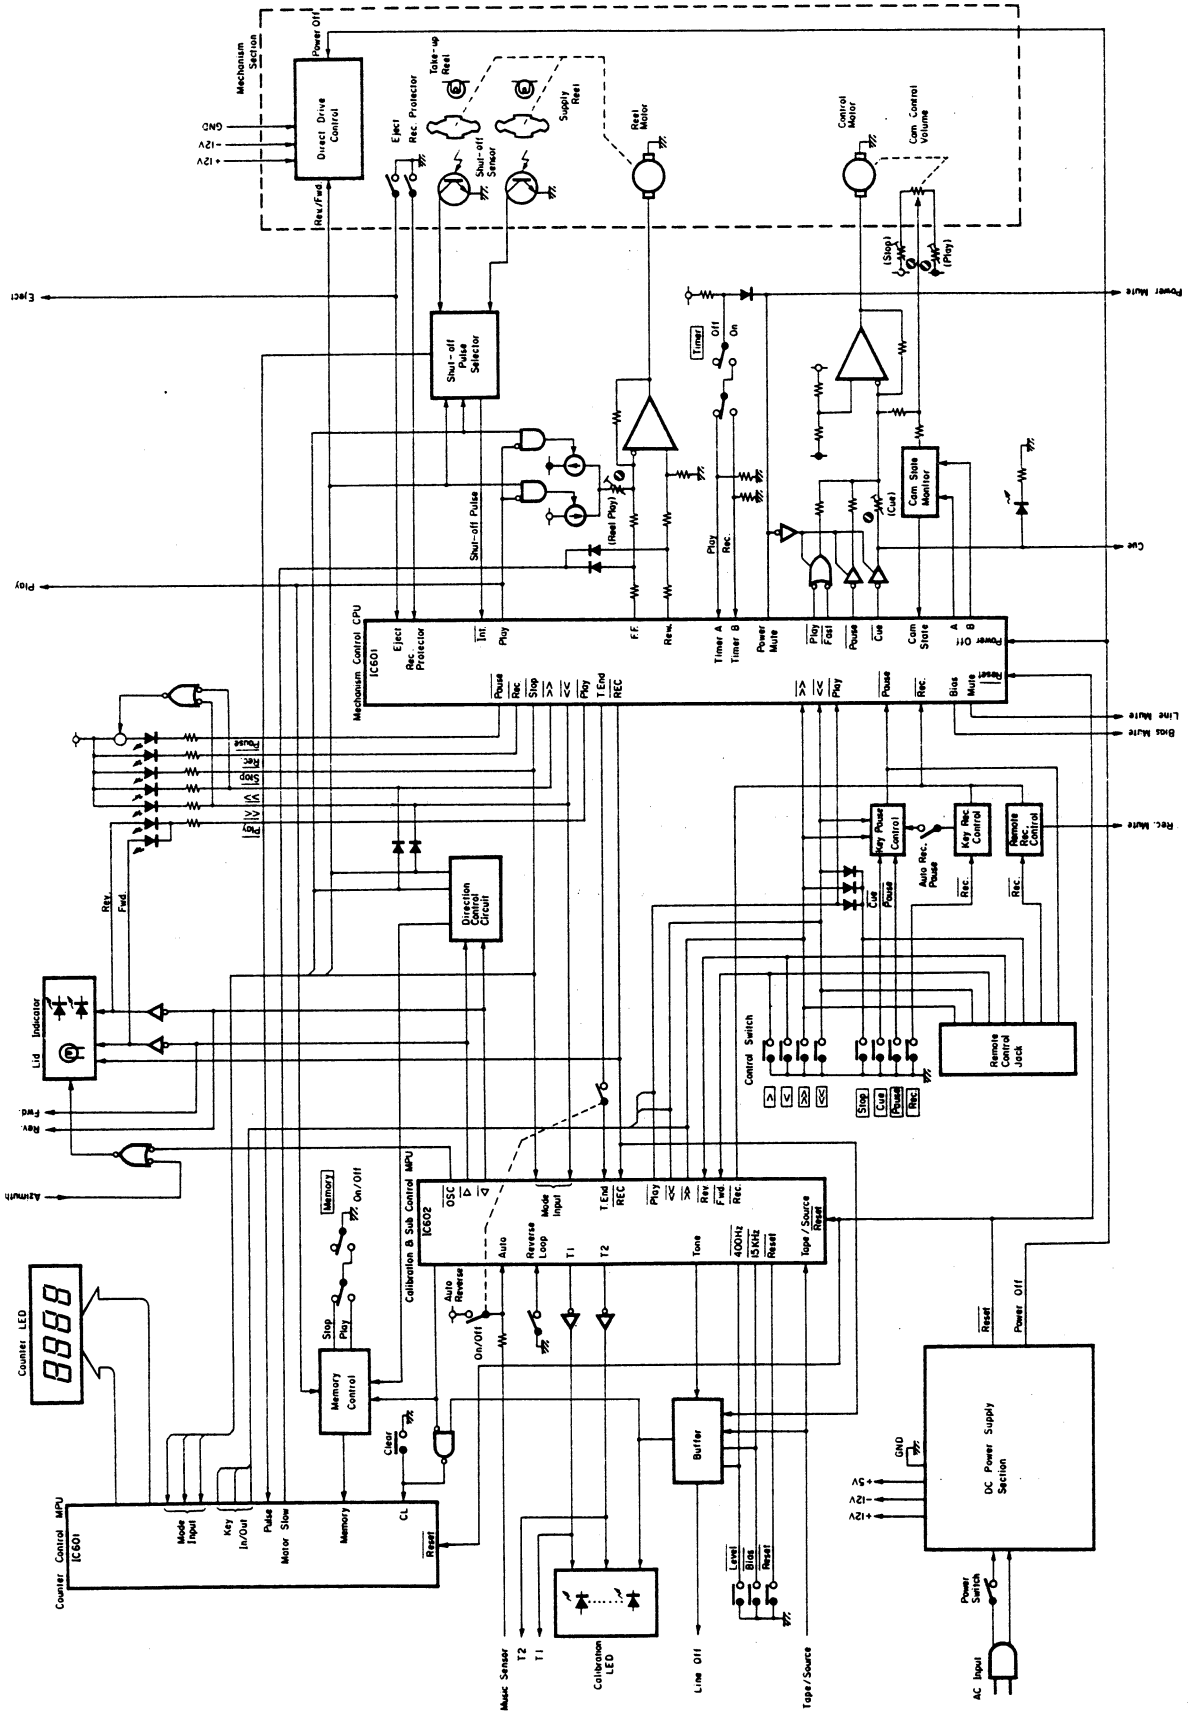 Mechanism Section
Power Off
Direct Drive Control
GND
-12V
+12V
Rev./Fwd.
Eject
Rec. Protector
Take-up Reel
Shut-off Sensor
Supply Reel
Reel Motor
Control Motor
Cam Control Volume
(Stop)
(Play)
Eject
Power Mute
Shut-off Pulse Selector
Timer
Off
On
Shut-off Pulse
(Reel Play)
Play
Rec.
(Cue)
Cam State Monitor
Play
Cue
Mechanism Control CPU
IC601
Eject
Rec. Protector
Int.
Play
F.F.
Rew.
Timer A
Timer B
Power Mute
Play
Fast
Pause
Cue
Cam State
A
B
Power Off
Pause
Rec.
Stop
>>
<<
Play
T.End
REC
>>
<<
Play
Pause
Rec.
Bias
Mute
Reset
Pause
Rec.
Stop
>>
<<
Play
Line Mute
Bias Mute
Rec. Mute
Rev.
Fwd.
Direction Control Circuit
Key Pause Control
Auto Rec. Pause
Key Rec Control
Remote Rec. Control
Cue
Pause
Rec.
Rec.
Lid Indicator
Fwd.
Rev.
Azimuth
Control Switch
>
<
>>
<<
Stop
Cue
Pause
Rec.
Remote Control Jack
Memory
On/Off
Calibration & Sub Control MPU
IC602
OSC
▷
◁
Mode Input
T.End
REC
Play
<<
>>
Rev.
Fwd.
Rec.
Auto
Reverse Loop
T1
T2
Tone
400Hz
15KHz
Reset
Tape/Source
Reset
Auto Reverse
On/Off
Counter LED
8888
Stop
Play
Memory Control
Clear
Buffer
Reset
Power Off
DC Power Supply Section
GND
+5V
-12V
+12V
Counter Control MPU
IC601
Mode Input
Key In/Out
Pulse
Motor Slow
Memory
CL
Reset
Level
Bias
Reset
Power Switch
AC Input
Music Sensor
T2
T1
Calibration LED
Line Off
Tape/Source